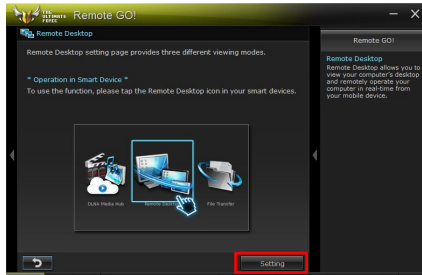 THE ULTIMATE FORCE Remote GO!
Remote Desktop
Remote Desktop setting page provides three different viewing modes.
* Operation in Smart Device *
To use the function, please tap the Remote Desktop icon in your smart devices.
DLNA Media Hub
Remote Desktop
File Transfer
Setting
Remote GO!
Remote Desktop
Remote Desktop allows you to
view your computer's desktop
and remotely operate your
computer in real-time from
your mobile device.